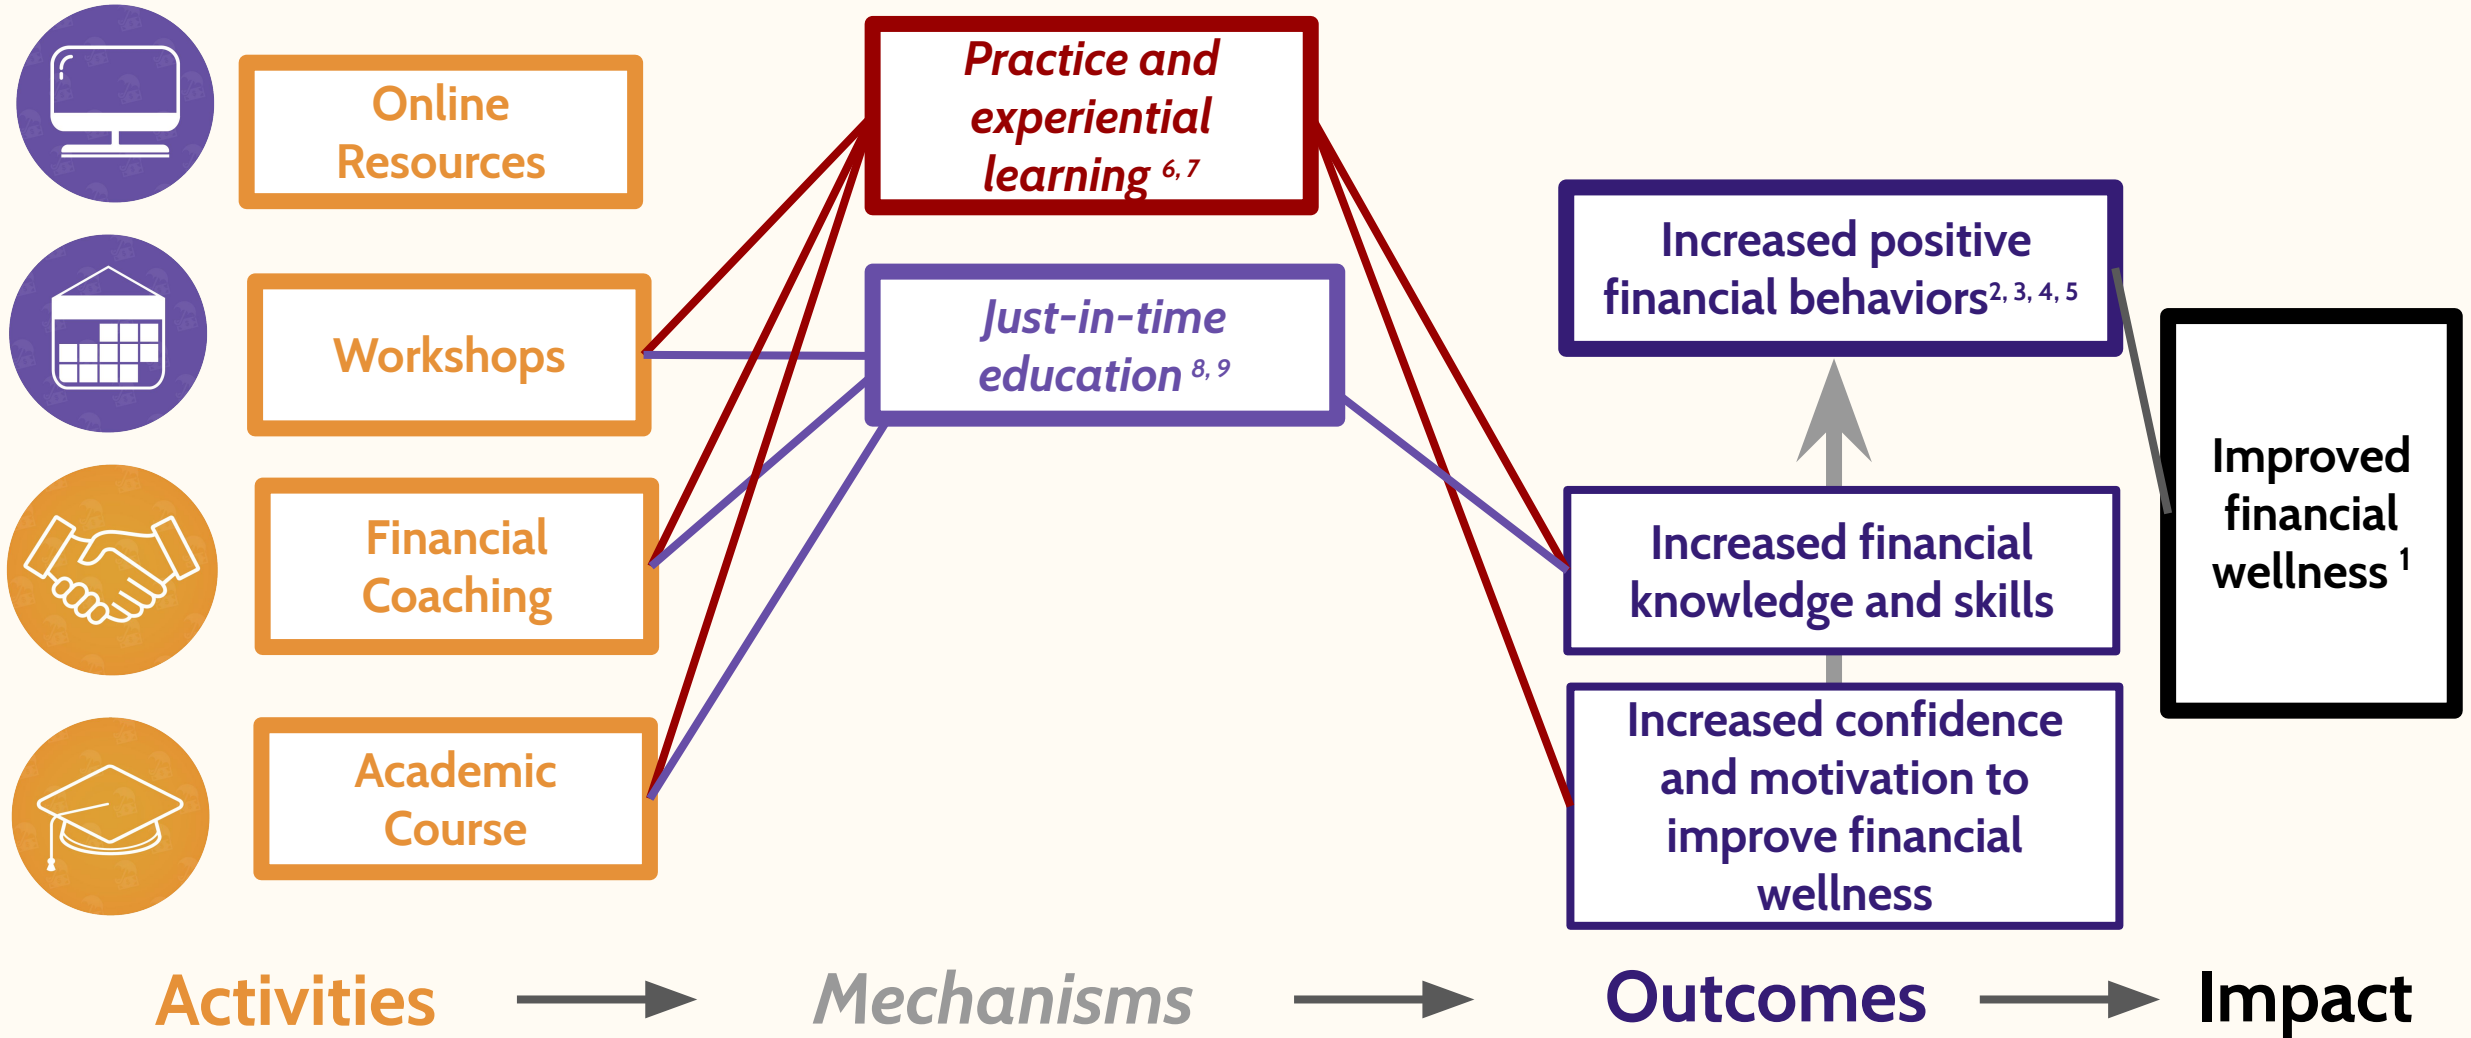 Online
Resources
Workshops
Financial
Coaching
Academic
Course
Practice and
experiential
learning 6, 7
Just-in-time
education 8, 9
Increased positive
financial behaviors2, 3, 4, 5
Increased financial
knowledge and skills
Increased confidence
and motivation to
improve financial
wellness
Improved
financial
wellness 1
Activities
Mechanisms
Outcomes
Impact